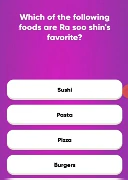 Which of the following
foods are Ra soo shin's
favorite?
Sushi
Pasta
Pizza
Burgers